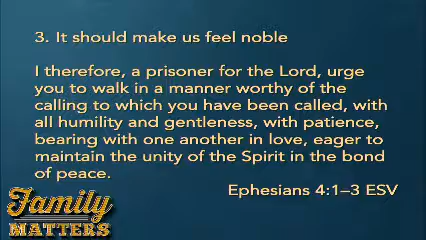 3. It should make us feel noble
I therefore, a prisoner for the Lord, urge
you to walk in a manner worthy of the
calling to which you have been called, with
all humility and gentleness, with patience,
bearing with one another in love, eager to
maintain the unity of the Spirit in the bond
of peace.
Ephesians 4:1–3 ESV
Family
MATTERS